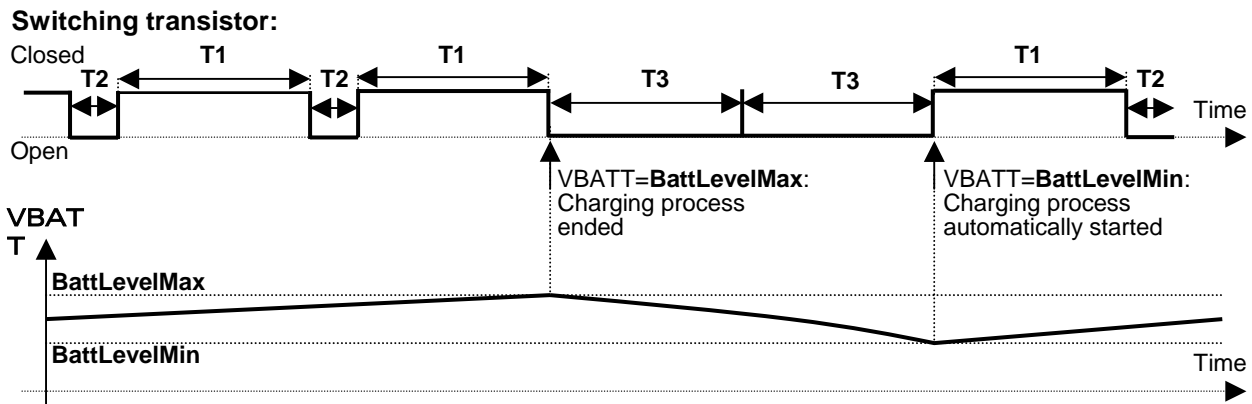 Switching transistor:
Closed
T2
T1
T2
T1
T3
T3
T1
T2
Time
Open
VBATT=BattLevelMax:
Charging process
ended
VBATT=BattLevelMin:
Charging process
automatically started
VBAT
T
BattLevelMax
BattLevelMin
Time